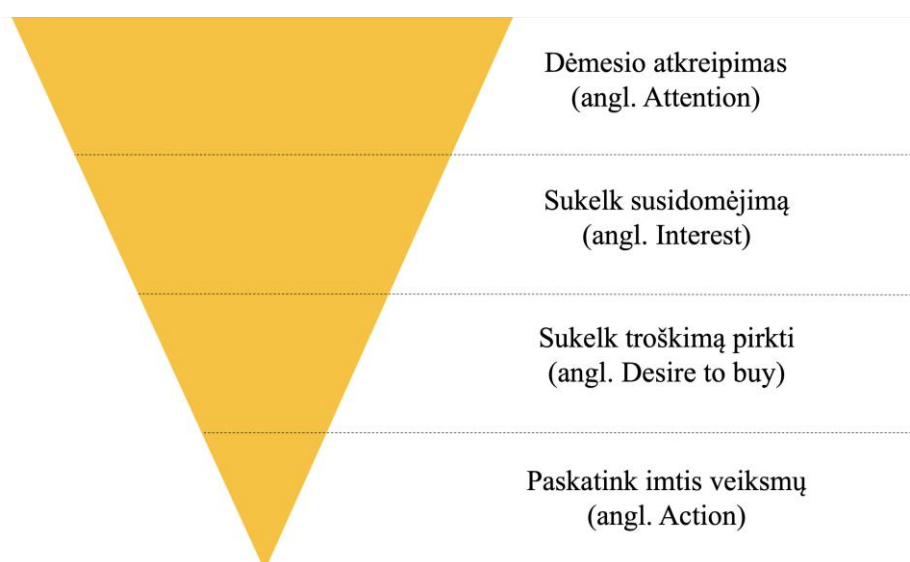 Dėmesio atkreipimas
(angl. Attention)
Sukelk susidomėjimą
(angl. Interest)
Sukelk troškimą pirkti
(angl. Desire to buy)
Paskatink imtis veiksmų
(angl. Action)